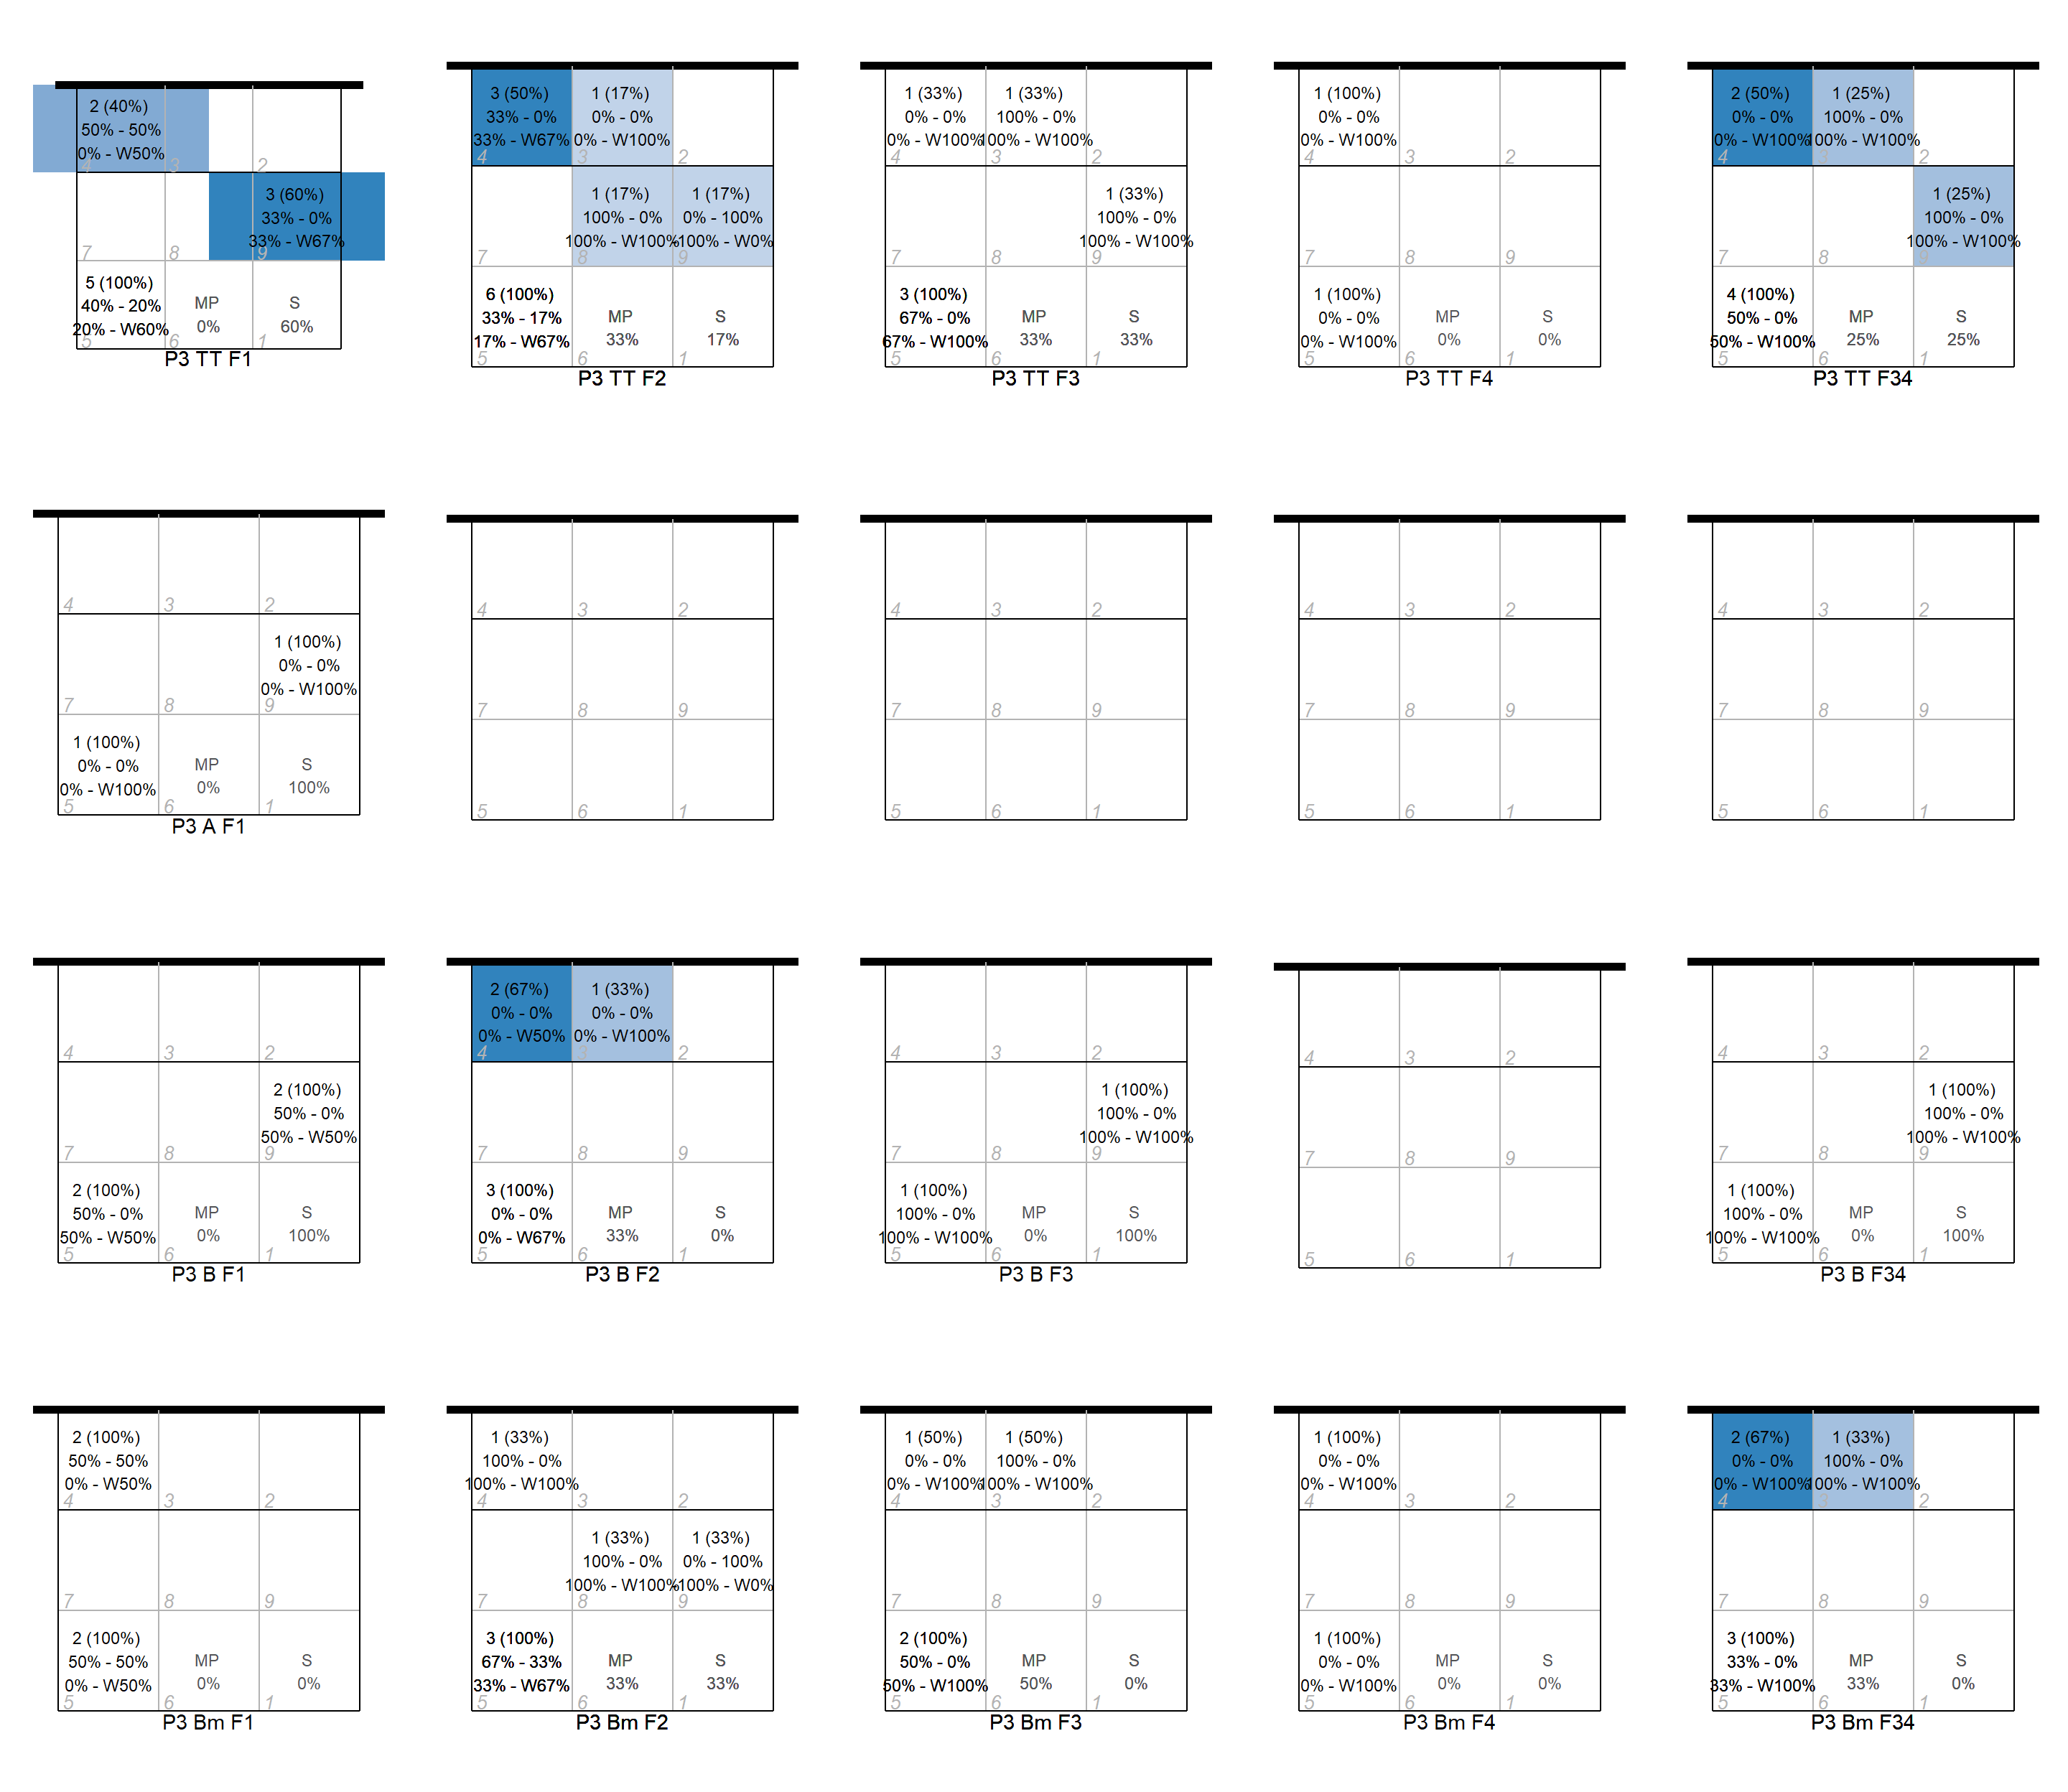 2 (40%)
50% - 50%
0% - W50%
4
3
2
3 (60%)
33% - 0%
33% - W67%
7
8
9
5 (100%)
40% - 20%
20% - W60%
MP
0%
S
60%
5
6
1
P3 TT F1
3 (50%)
33% - 0%
33% - W67%
1 (17%)
0% - 0%
0% - W100%
4
3
2
1 (17%)
100% - 0%
100% - W100%
1 (17%)
0% - 100%
-100% - W0%
7
8
9
6 (100%)
33% - 17%
17% - W67%
MP
33%
S
17%
5
6
1
P3 TT F2
1 (33%)
0% - 0%
0% - W100%
1 (33%)
100% - 0%
100% - W100%
4
3
2
1 (33%)
100% - 0%
100% - W100%
7
8
9
3 (100%)
67% - 0%
67% - W100%
MP
33%
S
33%
5
6
1
P3 TT F3
1 (100%)
0% - 0%
0% - W100%
4
3
2
7
8
9
1 (100%)
0% - 0%
0% - W100%
MP
0%
S
0%
5
6
1
P3 TT F4
2 (50%)
0% - 0%
0% - W100%
1 (25%)
100% - 0%
100% - W100%
4
3
2
1 (25%)
100% - 0%
100% - W100%
7
8
9
4 (100%)
50% - 0%
50% - W100%
MP
25%
S
25%
5
6
1
P3 TT F34
4
3
2
1 (100%)
0% - 0%
0% - W100%
7
8
9
1 (100%)
0% - 0%
0% - W100%
MP
0%
S
100%
5
6
1
P3 A F1
4
3
2
7
8
9
5
6
1
4
3
2
7
8
9
5
6
1
4
3
2
7
8
9
5
6
1
4
3
2
7
8
9
5
6
1
4
3
2
2 (100%)
50% - 0%
50% - W50%
7
8
9
2 (100%)
50% - 0%
50% - W50%
MP
0%
S
100%
5
6
1
P3 B F1
2 (67%)
0% - 0%
0% - W50%
1 (33%)
0% - 0%
0% - W100%
4
3
2
7
8
9
3 (100%)
0% - 0%
0% - W67%
MP
33%
S
0%
5
6
1
P3 B F2
4
3
2
1 (100%)
100% - 0%
100% - W100%
7
8
9
1 (100%)
100% - 0%
100% - W100%
MP
0%
S
100%
5
6
1
P3 B F3
4
3
2
7
8
9
5
6
1
4
3
2
1 (100%)
100% - 0%
100% - W100%
7
8
9
1 (100%)
100% - 0%
100% - W100%
MP
0%
S
100%
5
6
1
P3 B F34
2 (100%)
50% - 50%
0% - W50%
4
3
2
7
8
9
2 (100%)
50% - 50%
0% - W50%
MP
0%
S
0%
5
6
1
P3 Bm F1
1 (33%)
100% - 0%
100% - W100%
4
3
2
1 (33%)
100% - 0%
100% - W100%
1 (33%)
0% - 100%
-100% - W0%
7
8
9
3 (100%)
67% - 33%
33% - W67%
MP
33%
S
33%
5
6
1
P3 Bm F2
1 (50%)
0% - 0%
0% - W100%
1 (50%)
100% - 0%
100% - W100%
4
3
2
7
8
9
2 (100%)
50% - 0%
50% - W100%
MP
50%
S
0%
5
6
1
P3 Bm F3
1 (100%)
0% - 0%
0% - W100%
4
3
2
7
8
9
1 (100%)
0% - 0%
0% - W100%
MP
0%
S
0%
5
6
1
P3 Bm F4
2 (67%)
0% - 0%
0% - W100%
1 (33%)
100% - 0%
100% - W100%
4
3
2
7
8
9
3 (100%)
33% - 0%
33% - W100%
MP
33%
S
0%
5
6
1
P3 Bm F34